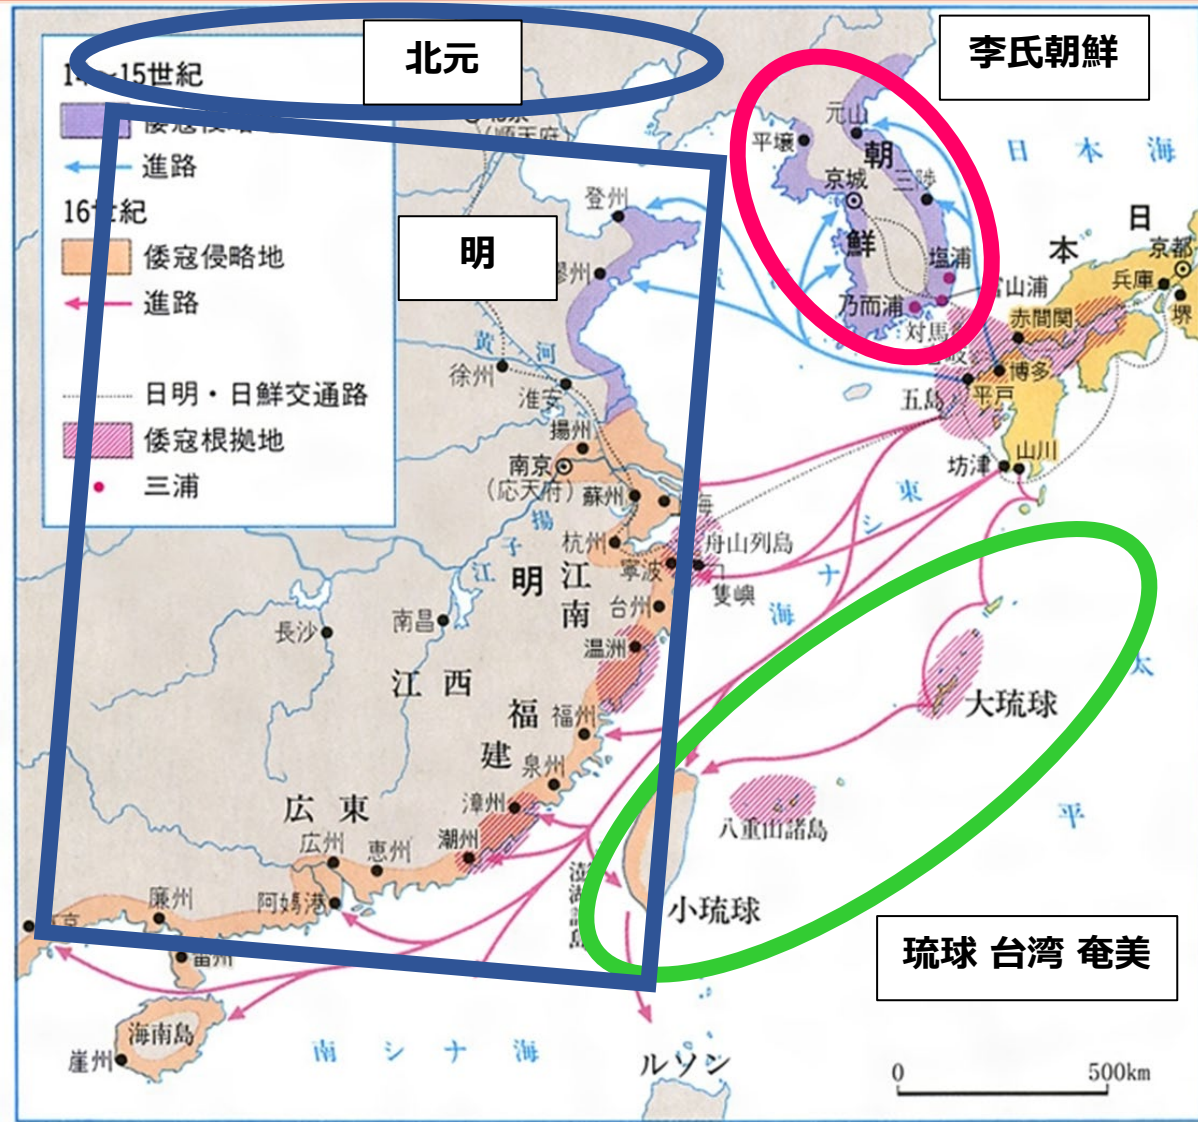 北元
李氏朝鮮
明
琉球 台湾 奄美
15世紀
進路
16世紀
倭寇侵略地
進路
日明・日鮮交通路
倭寇根拠地
三浦
元山
平壌
朝
京城
三陟
鮮
塩浦
乃而浦
日本海
日
本
京都
兵庫
堺
赤間関
博多
平戸
五島
坊津
山川
登州
黄河
徐州
淮安
揚州
南京
(応天府)
蘇州
杭州
舟山列島
寧波
隻嶼
揚子江
明
江南
台州
温洲
長沙
南昌
江西
福建
福州
泉州
漳州
潮州
広東
広州
恵州
阿媽港
廉州
海南島
崖州
東シナ海
大琉球
八重山諸島
小琉球
太
平
南シナ海
ルソン
0
500km